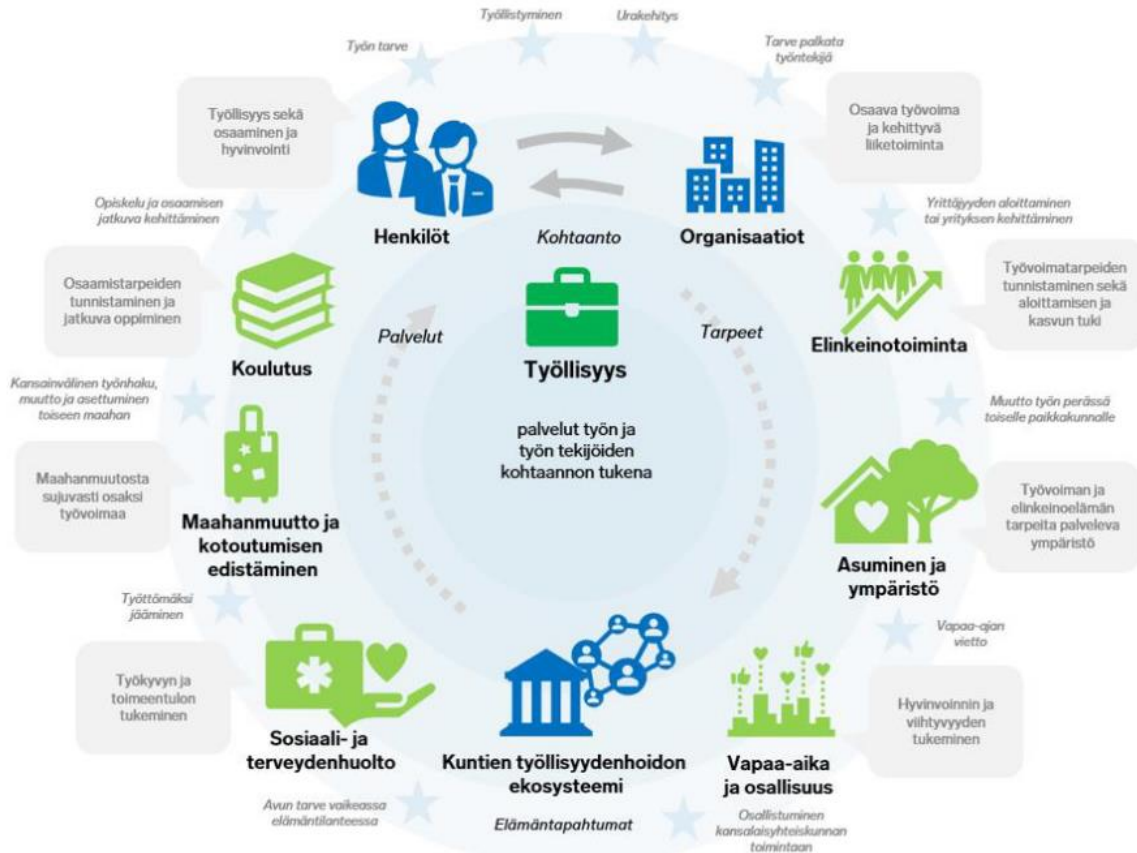 Työllistyminen
Urakehitys
Työn tarve
Tarve palkata
työntekijä
Työllisyys sekä
osaaminen ja
hyvinvointi
Osaava työvoima
ja kehittyvä
liiketoiminta
Opiskelu ja osaamisen
jatkuva kehittäminen
Henkilöt
Kohtaanto
Organisaatiot
Yrittäjyyden aloittaminen
tai yrityksen kehittäminen
Osaamistarpeiden
tunnistaminen ja
jatkuva oppiminen
Koulutus
Palvelut
Työllisyys
Tarpeet
Elinkeinotoiminta
Työvoimatarpeiden
tunnistaminen sekä
aloittamisen ja
kasvun tuki
Kansainvälinen työnhaku,
muutto ja asettuminen
toiseen maahan
palvelut työn ja
työn tekijöiden
kohtaannon tukena
Muutto työn perässä
toiselle paikkakunnalle
Maahanmuutosta
sujuvasti osaksi
työvoimaa
Maahanmuutto ja
kotoutumisen
edistäminen
Asuminen ja
ympäristö
Työvoiman ja
elinkeinoelämän
tarpeita palveleva
ympäristö
Työttömäksi
jääminen
Vapaa-ajan
vietto
Työkyvyn ja
toimeentulon
tukeminen
Sosiaali- ja
terveydenhuolto
Kuntien työllisyydenhoidon
ekosysteemi
Vapaa-aika
ja osallisuus
Hyvinvoinnin ja
viihtyvyyden
tukeminen
Avun tarve vaikeassa
elämäntilanteessa
Elämäntapahtumat
Osallistuminen
kansalaisyhteiskunnan
toimintaan